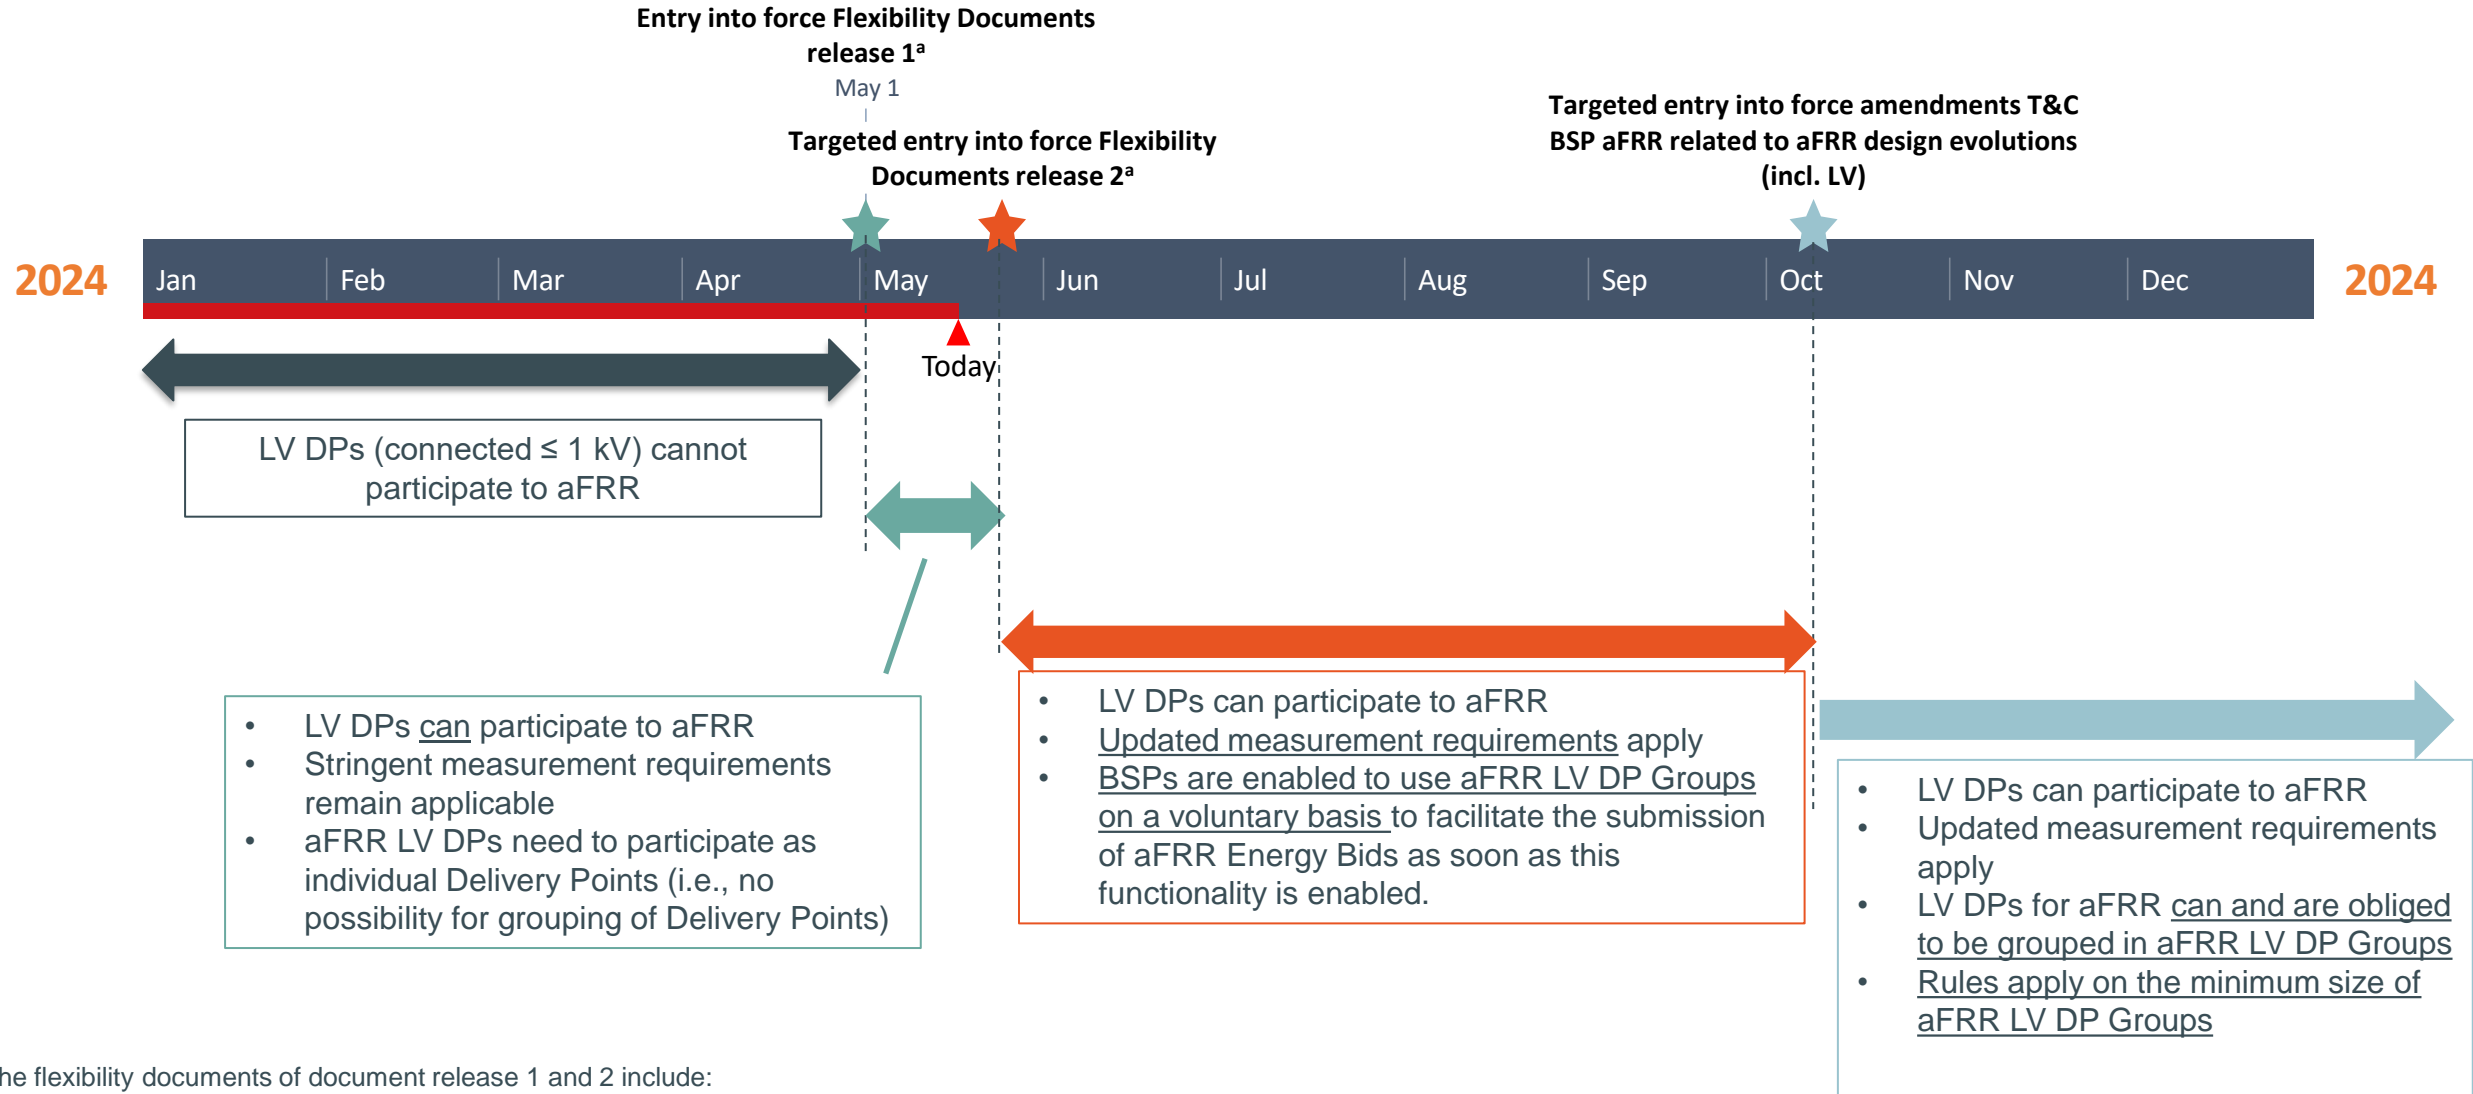 Entry into force Flexibility Documents
release 1ᵃ
May 1
Targeted entry into force Flexibility
Documents release 2ᵃ
Targeted entry into force amendments T&C
BSP aFRR related to aFRR design evolutions
(incl. LV)
2024 Jan Feb Mar Apr May Jun Jul Aug Sep Oct Nov Dec 2024
Today
LV DPs (connected ≤ 1 kV) cannot
participate to aFRR
• LV DPs can participate to aFRR
• Stringent measurement requirements
remain applicable
• aFRR LV DPs need to participate as
individual Delivery Points (i.e., no
possibility for grouping of Delivery Points)
• LV DPs can participate to aFRR
• Updated measurement requirements apply
• BSPs are enabled to use aFRR LV DP Groups
on a voluntary basis to facilitate the submission
of aFRR Energy Bids as soon as this
functionality is enabled.
• LV DPs can participate to aFRR
• Updated measurement requirements
apply
• LV DPs for aFRR can and are obliged
to be grouped in aFRR LV DP Groups
• Rules apply on the minimum size of
aFRR LV DP Groups
he flexibility documents of document release 1 and 2 include: